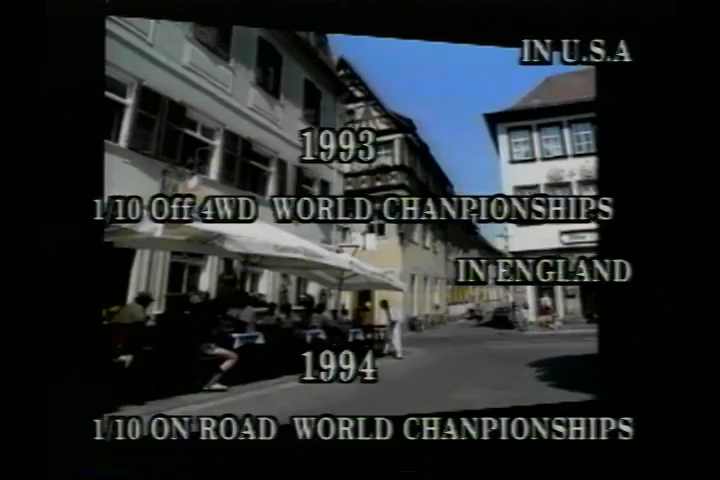 IN U.S.A
1993
1/10 Off 4WD WORLD CHANPIONSHIPS
IN ENGLAND
1994
1/10 ON ROAD WORLD CHANPIONSHIPS